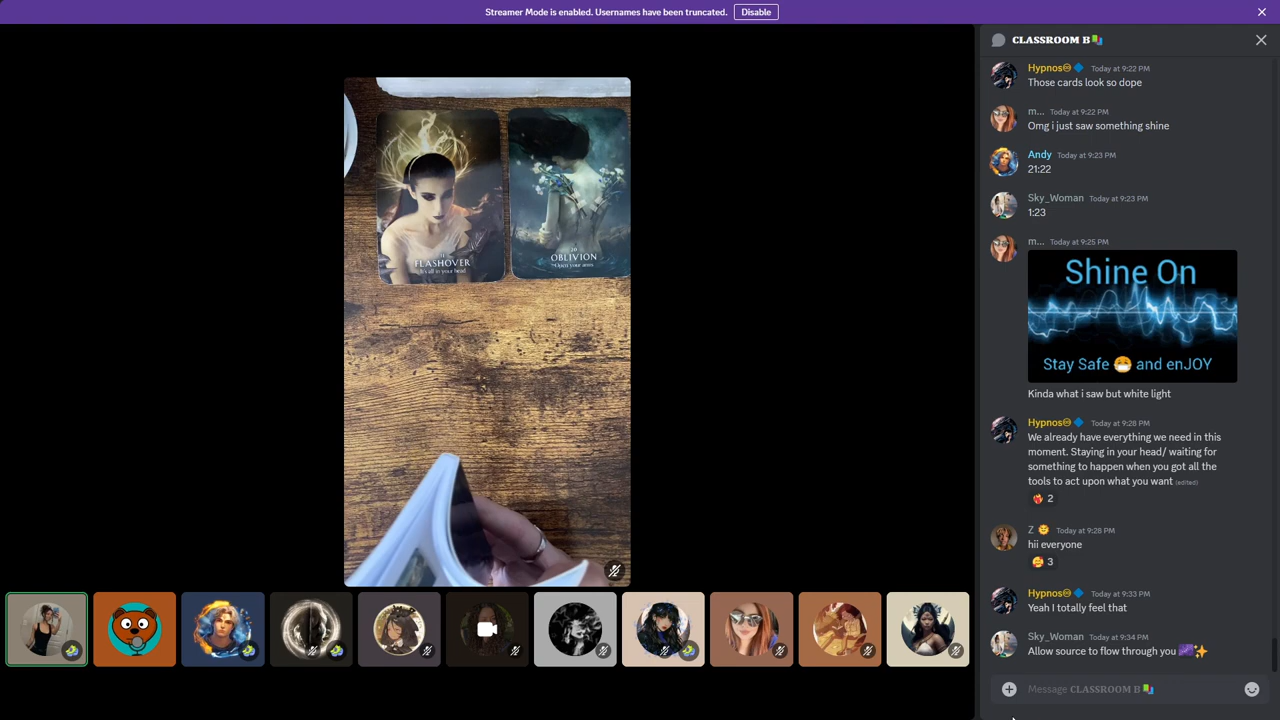 Streamer Mode is enabled. Usernames have been truncated. Disable
11
FLASHOVER
It's all in your head
20
OBLIVION
Open your arms
CLASSROOM B
Hypnos Today at 9:22 PM
Those cards look so dope
m... Today at 9:22 PM
Omg i just saw something shine
Andy Today at 9:23 PM
21:22
Sky_Woman Today at 9:23 PM
1:23
m... Today at 9:25 PM
Shine On
Stay Safe 😷 and enJOY
Kinda what i saw but white light
Hypnos Today at 9:28 PM
We already have everything we need in this
moment. Staying in your head/ waiting for
something to happen when you got all the
tools to act upon what you want (edited)
2
Z Today at 9:28 PM
hii everyone
3
Hypnos Today at 9:33 PM
Yeah I totally feel that
Sky_Woman Today at 9:34 PM
Allow source to flow through you
Message CLASSROOM B